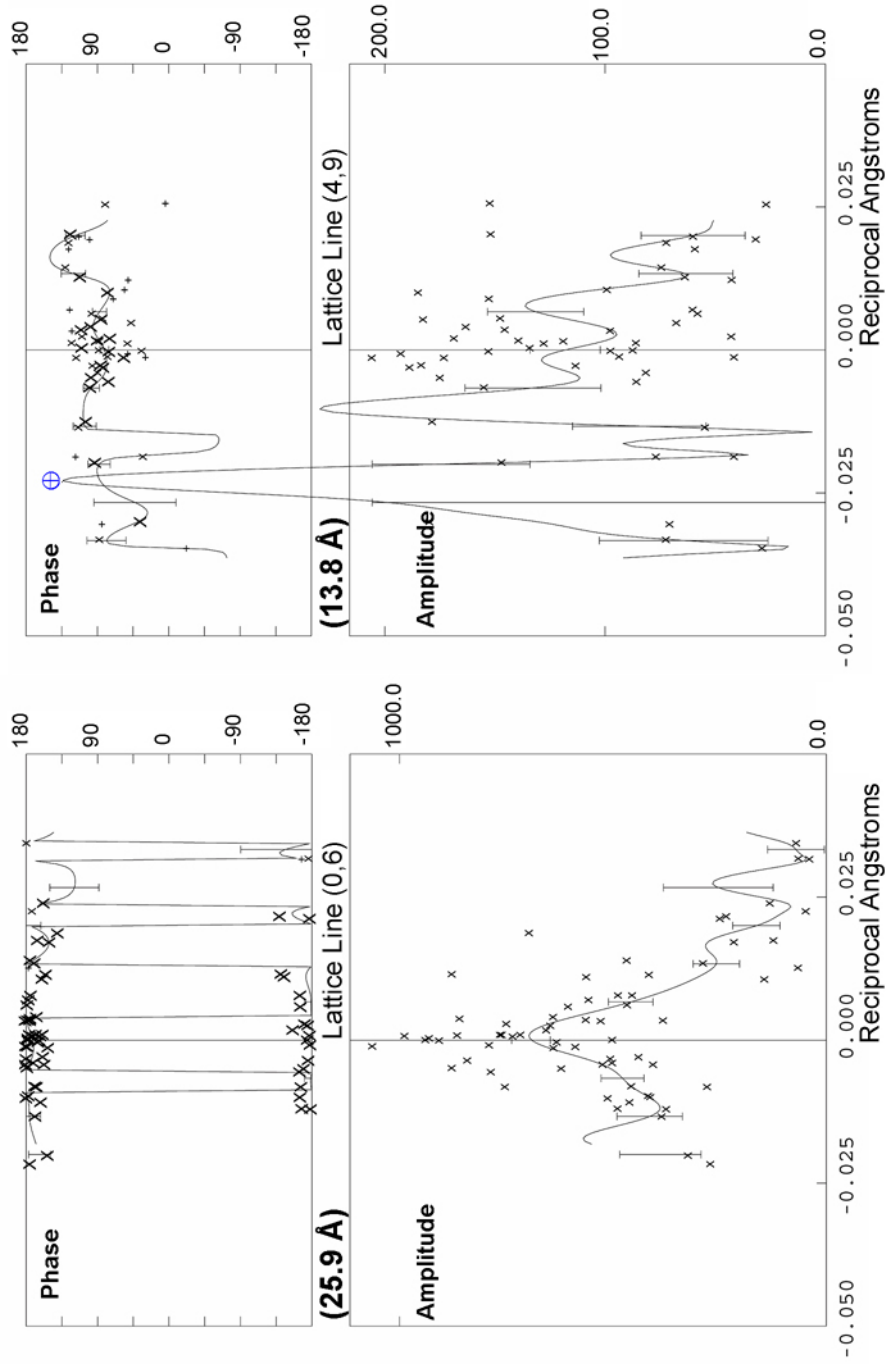 Phase
180
90
0
-90
-180
(25.9 Å)
Lattice Line (0,6)
Amplitude
1000.0
0.0
-0.050
-0.025
0.000
0.025
Reciprocal Angstroms
Phase
180
90
0
-90
-180
(13.8 Å)
Lattice Line (4,9)
Amplitude
200.0
100.0
0.0
-0.050
-0.025
0.000
0.025
Reciprocal Angstroms